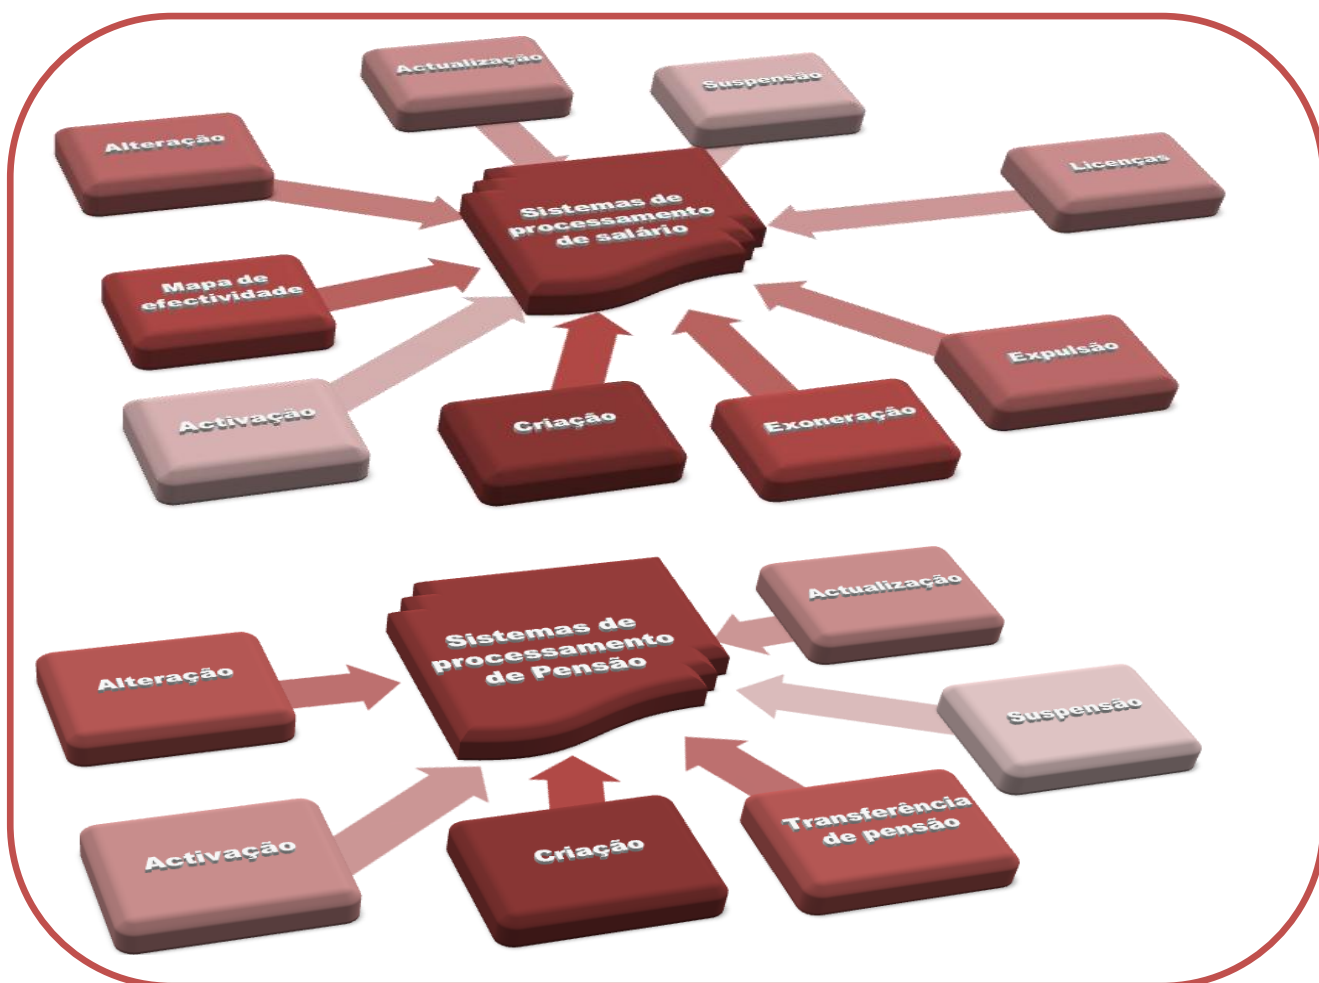 Actualização
Suspensão
Alteração
Licenças
Sistemas de
processamento
de salário
Mapa de
efectividade
Expulsão
Activação
Criação
Exoneração
Actualização
Sistemas de
processamento
de Pensão
Alteração
Suspensão
Transferência
de pensão
Activação
Criação